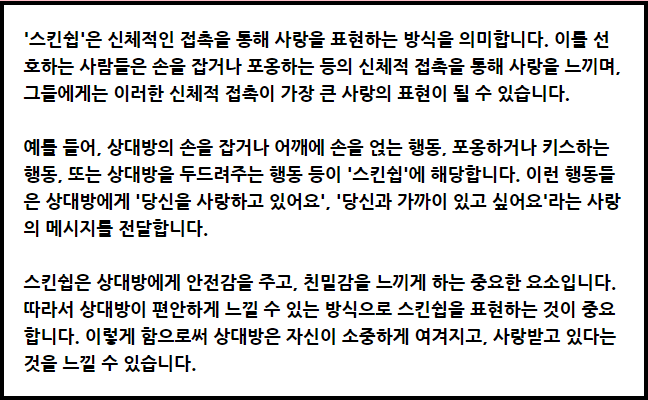 '스킨쉽'은 신체적인 접촉을 통해 사랑을 표현하는 방식을 의미합니다. 이를 선
호하는 사람들은 손을 잡거나 포옹하는 등의 신체적 접촉을 통해 사랑을 느끼며,
그들에게는 이러한 신체적 접촉이 가장 큰 사랑의 표현이 될 수 있습니다.
예를 들어, 상대방의 손을 잡거나 어깨에 손을 얹는 행동, 포옹하거나 키스하는
행동, 또는 상대방을 두드려주는 행동 등이 '스킨쉽'에 해당합니다. 이런 행동들
은 상대방에게 '당신을 사랑하고 있어요', '당신과 가까이 있고 싶어요'라는 사랑
의 메시지를 전달합니다.
스킨쉽은 상대방에게 안전감을 주고, 친밀감을 느끼게 하는 중요한 요소입니다.
따라서 상대방이 편안하게 느낄 수 있는 방식으로 스킨쉽을 표현하는 것이 중요
합니다. 이렇게 함으로써 상대방은 자신이 소중하게 여겨지고, 사랑받고 있다는
것을 느낄 수 있습니다.